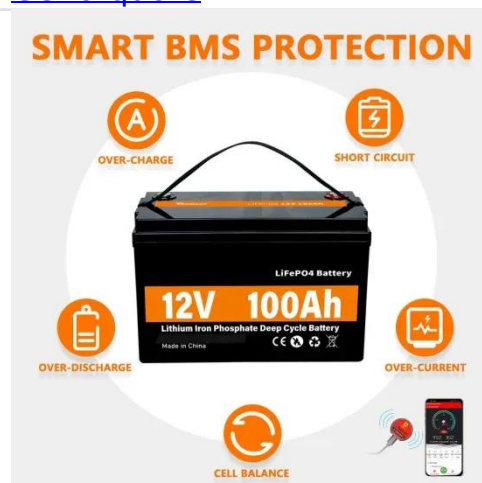 SMART BMS PROTECTION
OVER-CHARGE
SHORT CIRCUIT
LiFePO4 Battery
12V 100Ah
Lithium Iron Phosphate Deep Cycle Battery
Made in China
CE
OVER-DISCHARGE
OVER-CURRENT
CELL BALANCE